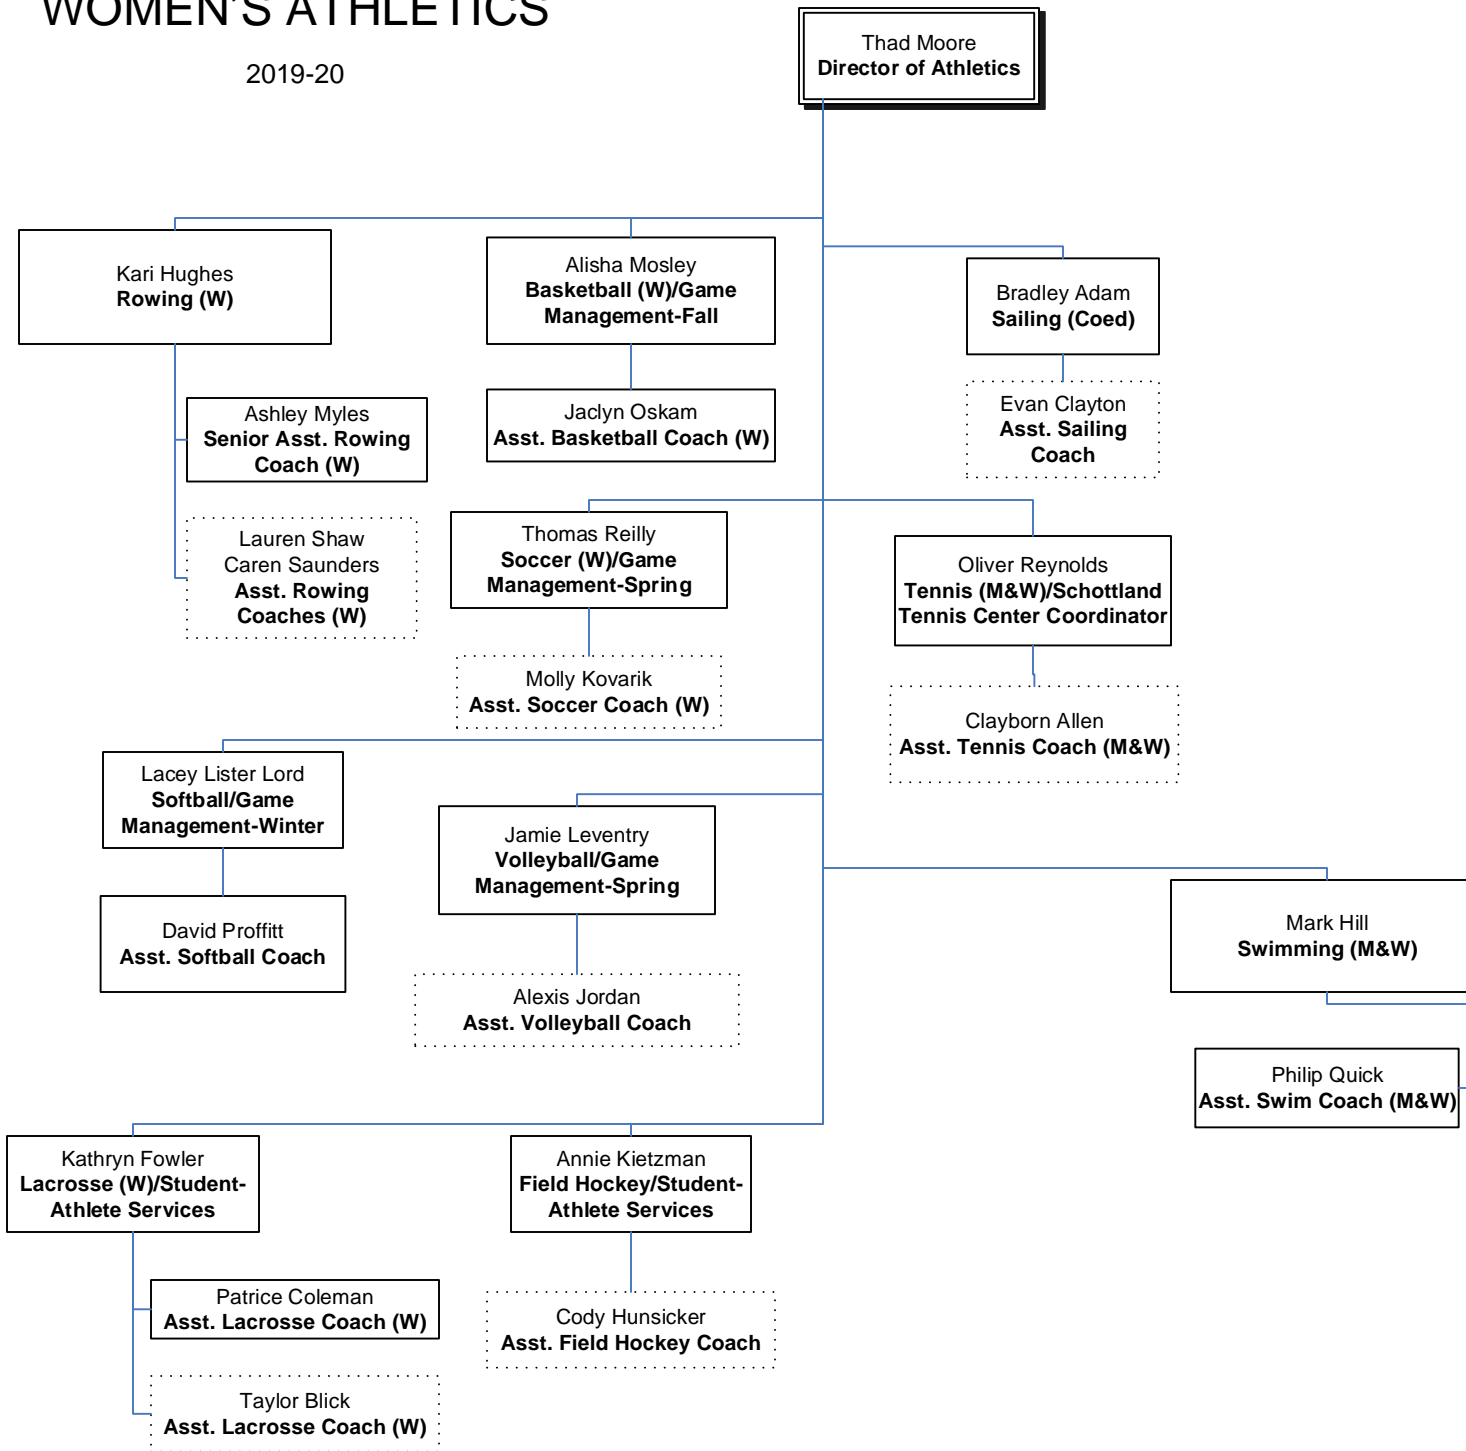 WOMEN'S ATHLETICS
2019-20
Thad Moore
Director of Athletics
Kari Hughes
Rowing (W)
Alisha Mosley
Basketball (W)/Game
Management-Fall
Bradley Adam
Sailing (Coed)
Ashley Myles
Senior Asst. Rowing
Coach (W)
Jaclyn Oskam
Asst. Basketball Coach (W)
Evan Clayton
Asst. Sailing
Coach
Lauren Shaw
Caren Saunders
Asst. Rowing
Coaches (W)
Thomas Reilly
Soccer (W)/Game
Management-Spring
Oliver Reynolds
Tennis (M&W)/Schottland
Tennis Center Coordinator
Molly Kovarik
Asst. Soccer Coach (W)
Clayborn Allen
Asst. Tennis Coach (M&W)
Lacey Lister Lord
Softball/Game
Management-Winter
Jamie Leventry
Volleyball/Game
Management-Spring
David Proffitt
Asst. Softball Coach
Mark Hill
Swimming (M&W)
Alexis Jordan
Asst. Volleyball Coach
Philip Quick
Asst. Swim Coach (M&W)
Kathryn Fowler
Lacrosse (W)/Student-
Athlete Services
Annie Kietzman
Field Hockey/Student-
Athlete Services
Patrice Coleman
Asst. Lacrosse Coach (W)
Cody Hunsicker
Asst. Field Hockey Coach
Taylor Blick
Asst. Lacrosse Coach (W)